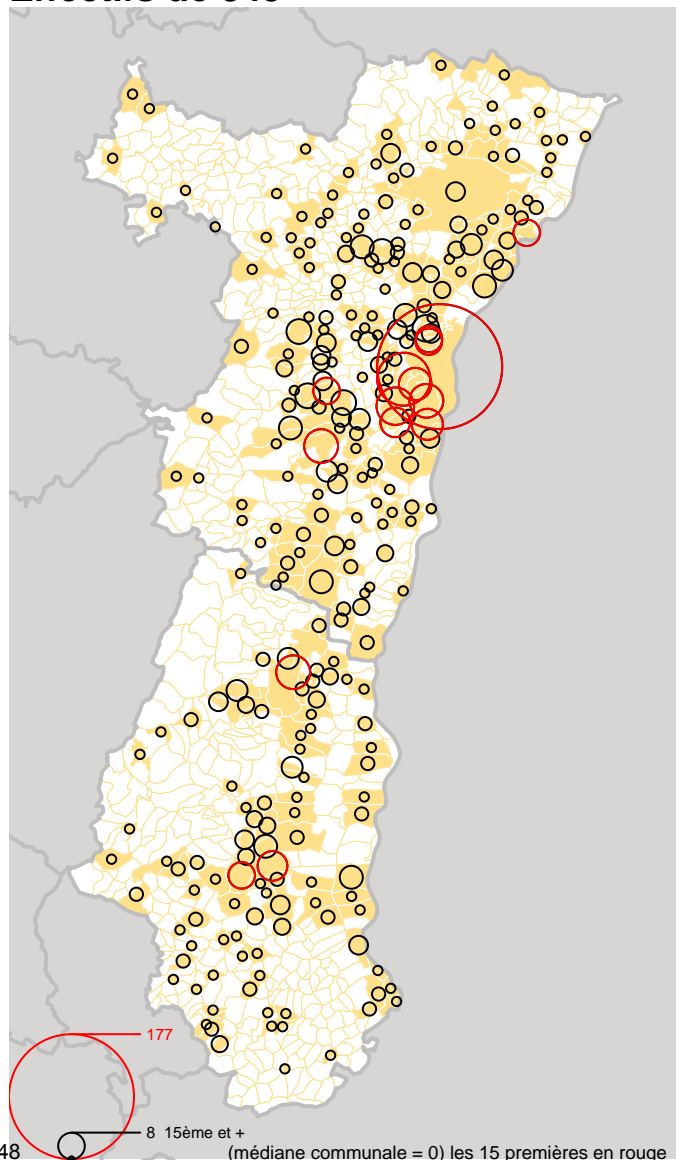 177
8 15ème et +
48 (médiane communale = 0) les 15 premières en rouge